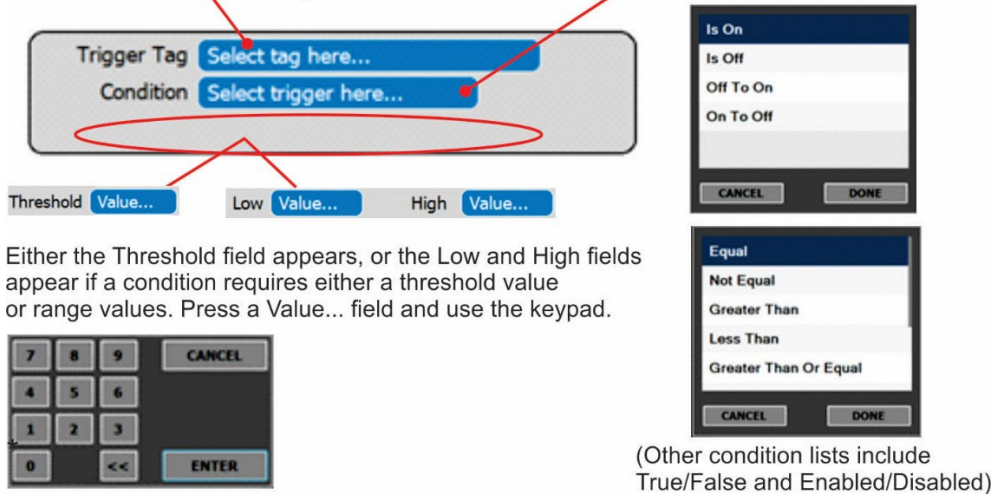 Trigger Tag Select tag here...
Condition Select trigger here...
Threshold Value...
Low Value... High Value...
Either the Threshold field appears, or the Low and High fields
appear if a condition requires either a threshold value
or range values. Press a Value... field and use the keypad.
7 8 9 CANCEL
4 5 6
* 1 2 3
0 << ENTER
Is On
Is Off
Off To On
On To Off
CANCEL DONE
Equal
Not Equal
Greater Than
Less Than
Greater Than Or Equal
CANCEL DONE
(Other condition lists include
True/False and Enabled/Disabled)